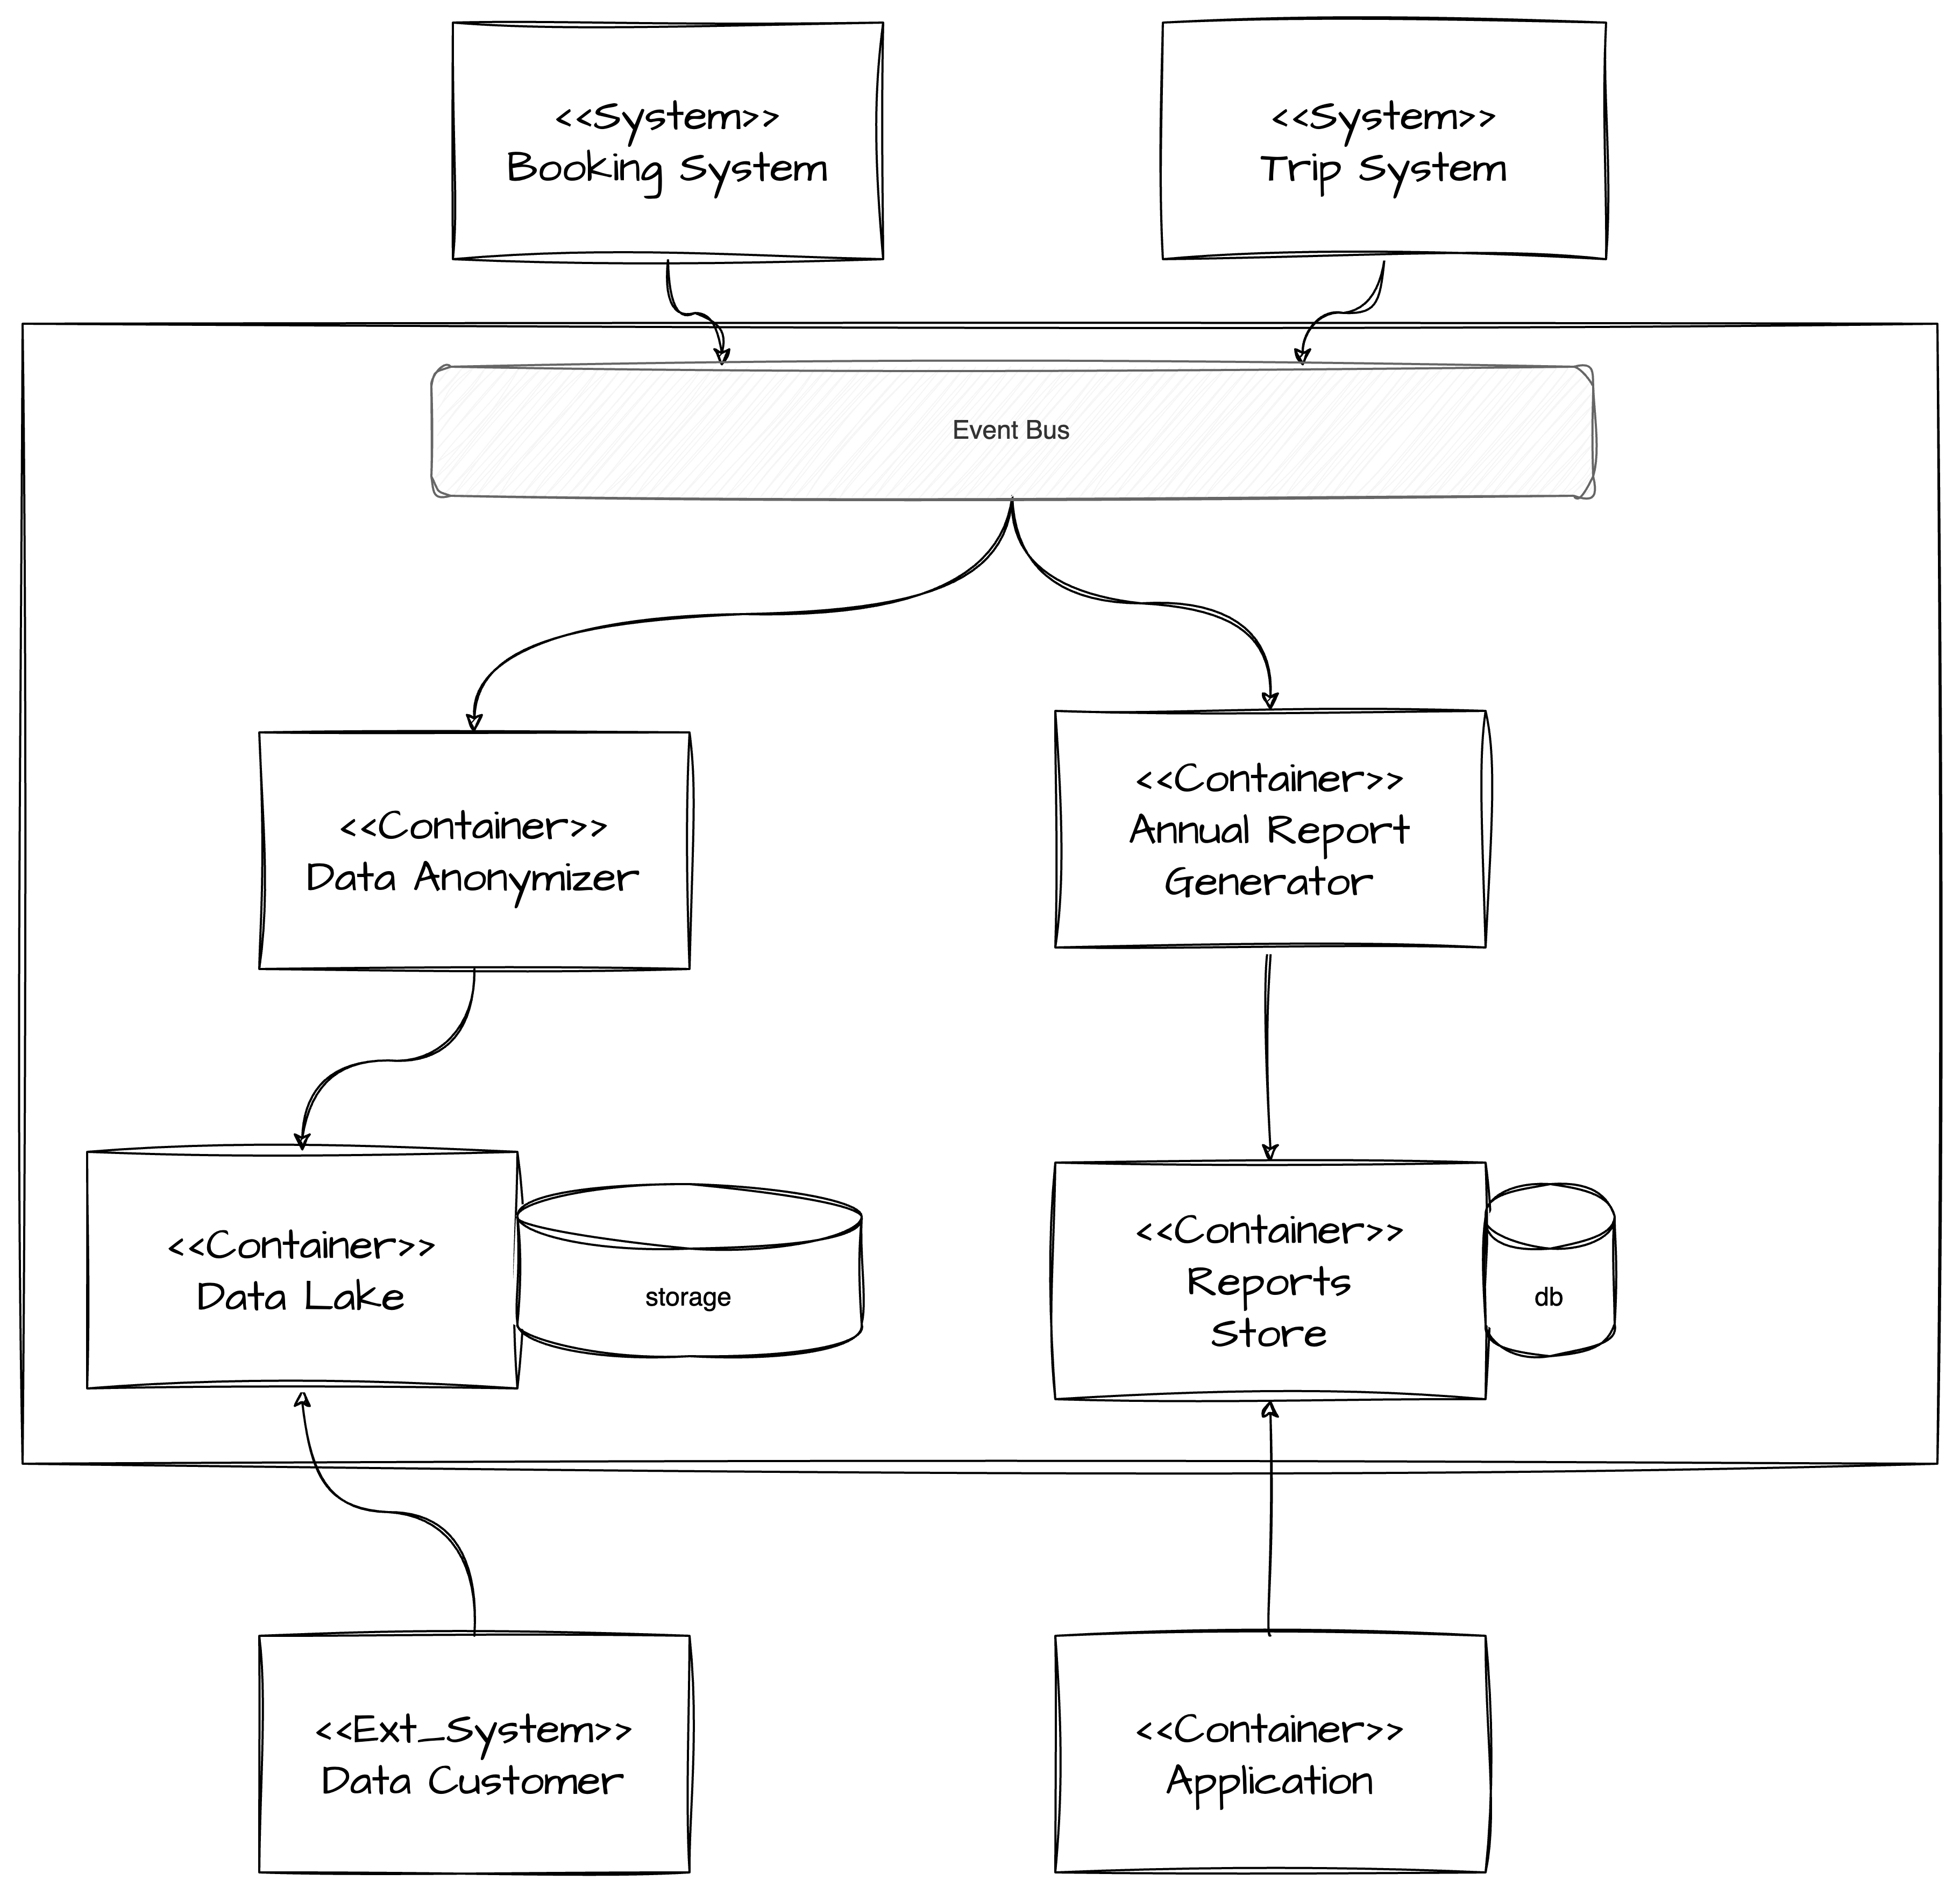 <<System>>
Booking System
<<System>>
Trip System
Event Bus
<<Container>>
Data Anonymizer
<<Container>>
Annual Report
Generator
<<Container>>
Data Lake
storage
<<Container>>
Reports
Store
db
<<Ext_System>>
Data Customer
<<Container>>
Application